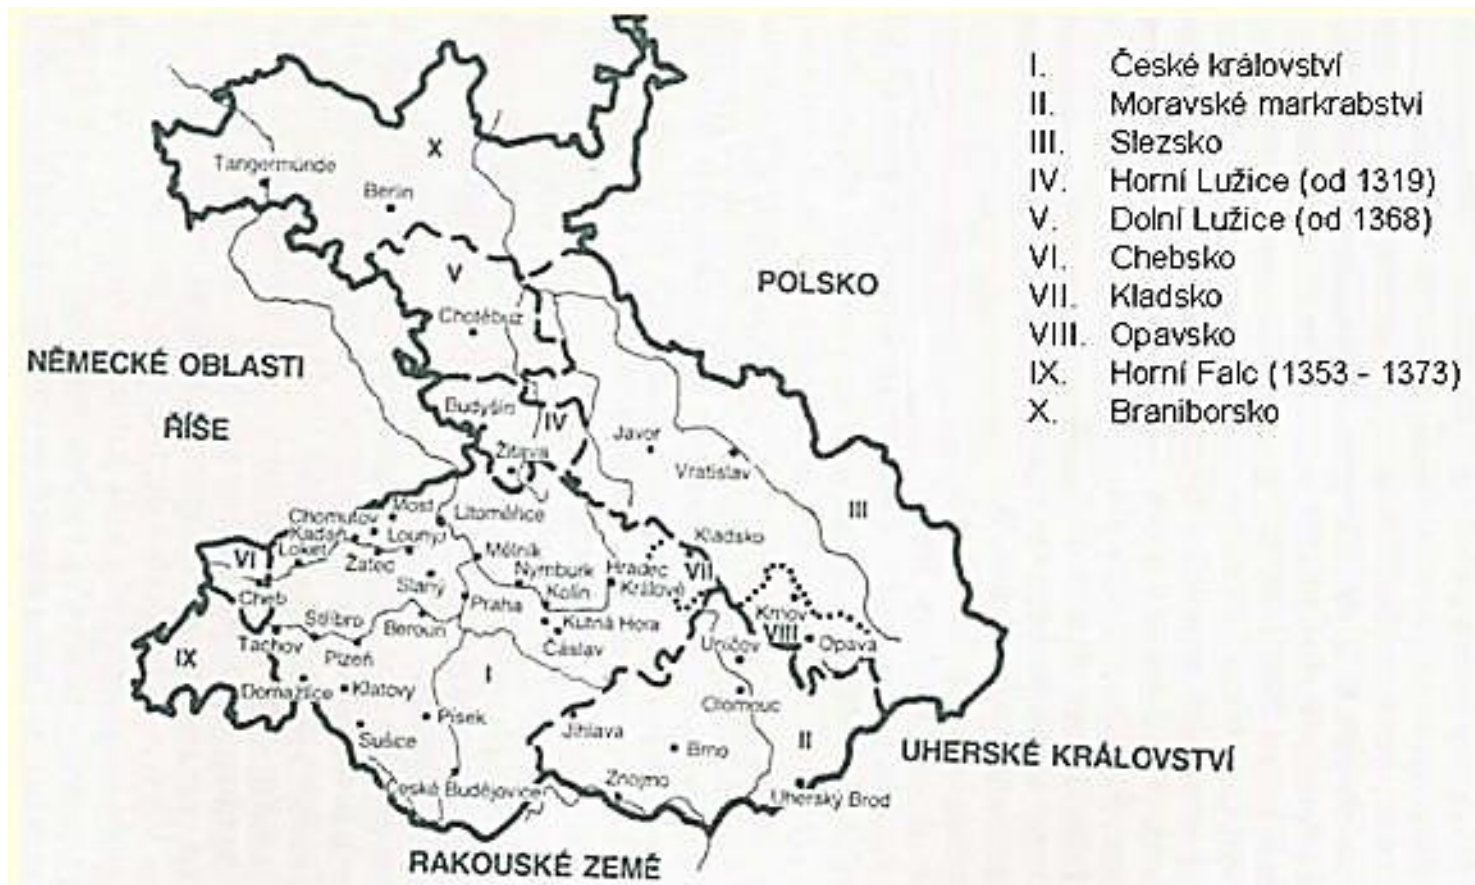 I. České království
II. Moravské markrabství
III. Slezsko
IV. Horní Lužice (od 1319)
V. Dolní Lužice (od 1368)
VI. Chebsko
VII. Kladsko
VIII. Opavsko
IX. Horní Falc (1353 - 1373)
X. Braniborsko
X
Tangermünde
Berlín
V
POLSKO
Chotěbuz
NĚMECKÉ OBLASTI
ŘÍŠE
Budyšín
IV
Žitava
Javor
Vratislav
III
Most
Litoměřice
Chomutov
Kadaň
Louny
Loket
Žatec
VI
Cheb
Slaný
Mělník
Nymburk
Kolín
Hradec
Králové
Kladsko
VII
Praha
Kutná Hora
Čáslav
Beroun
Stříbro
Tachov
Plzeň
IX
Krnov
VIII
Opava
Uničov
Olomouc
Domažlice
Klatovy
I
Písek
Sušice
Jihlava
Brno
II
UHERSKÉ KRÁLOVSTVÍ
České Budějovice
Znojmo
Uherský Brod
RAKOUSKÉ ZEMĚ